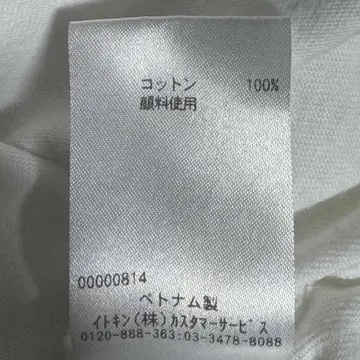 コットン 100%
顔料使用
00000814
ベトナム製
イトキン(株)カスタマーサービス
0120-888-363:03-3478-8088